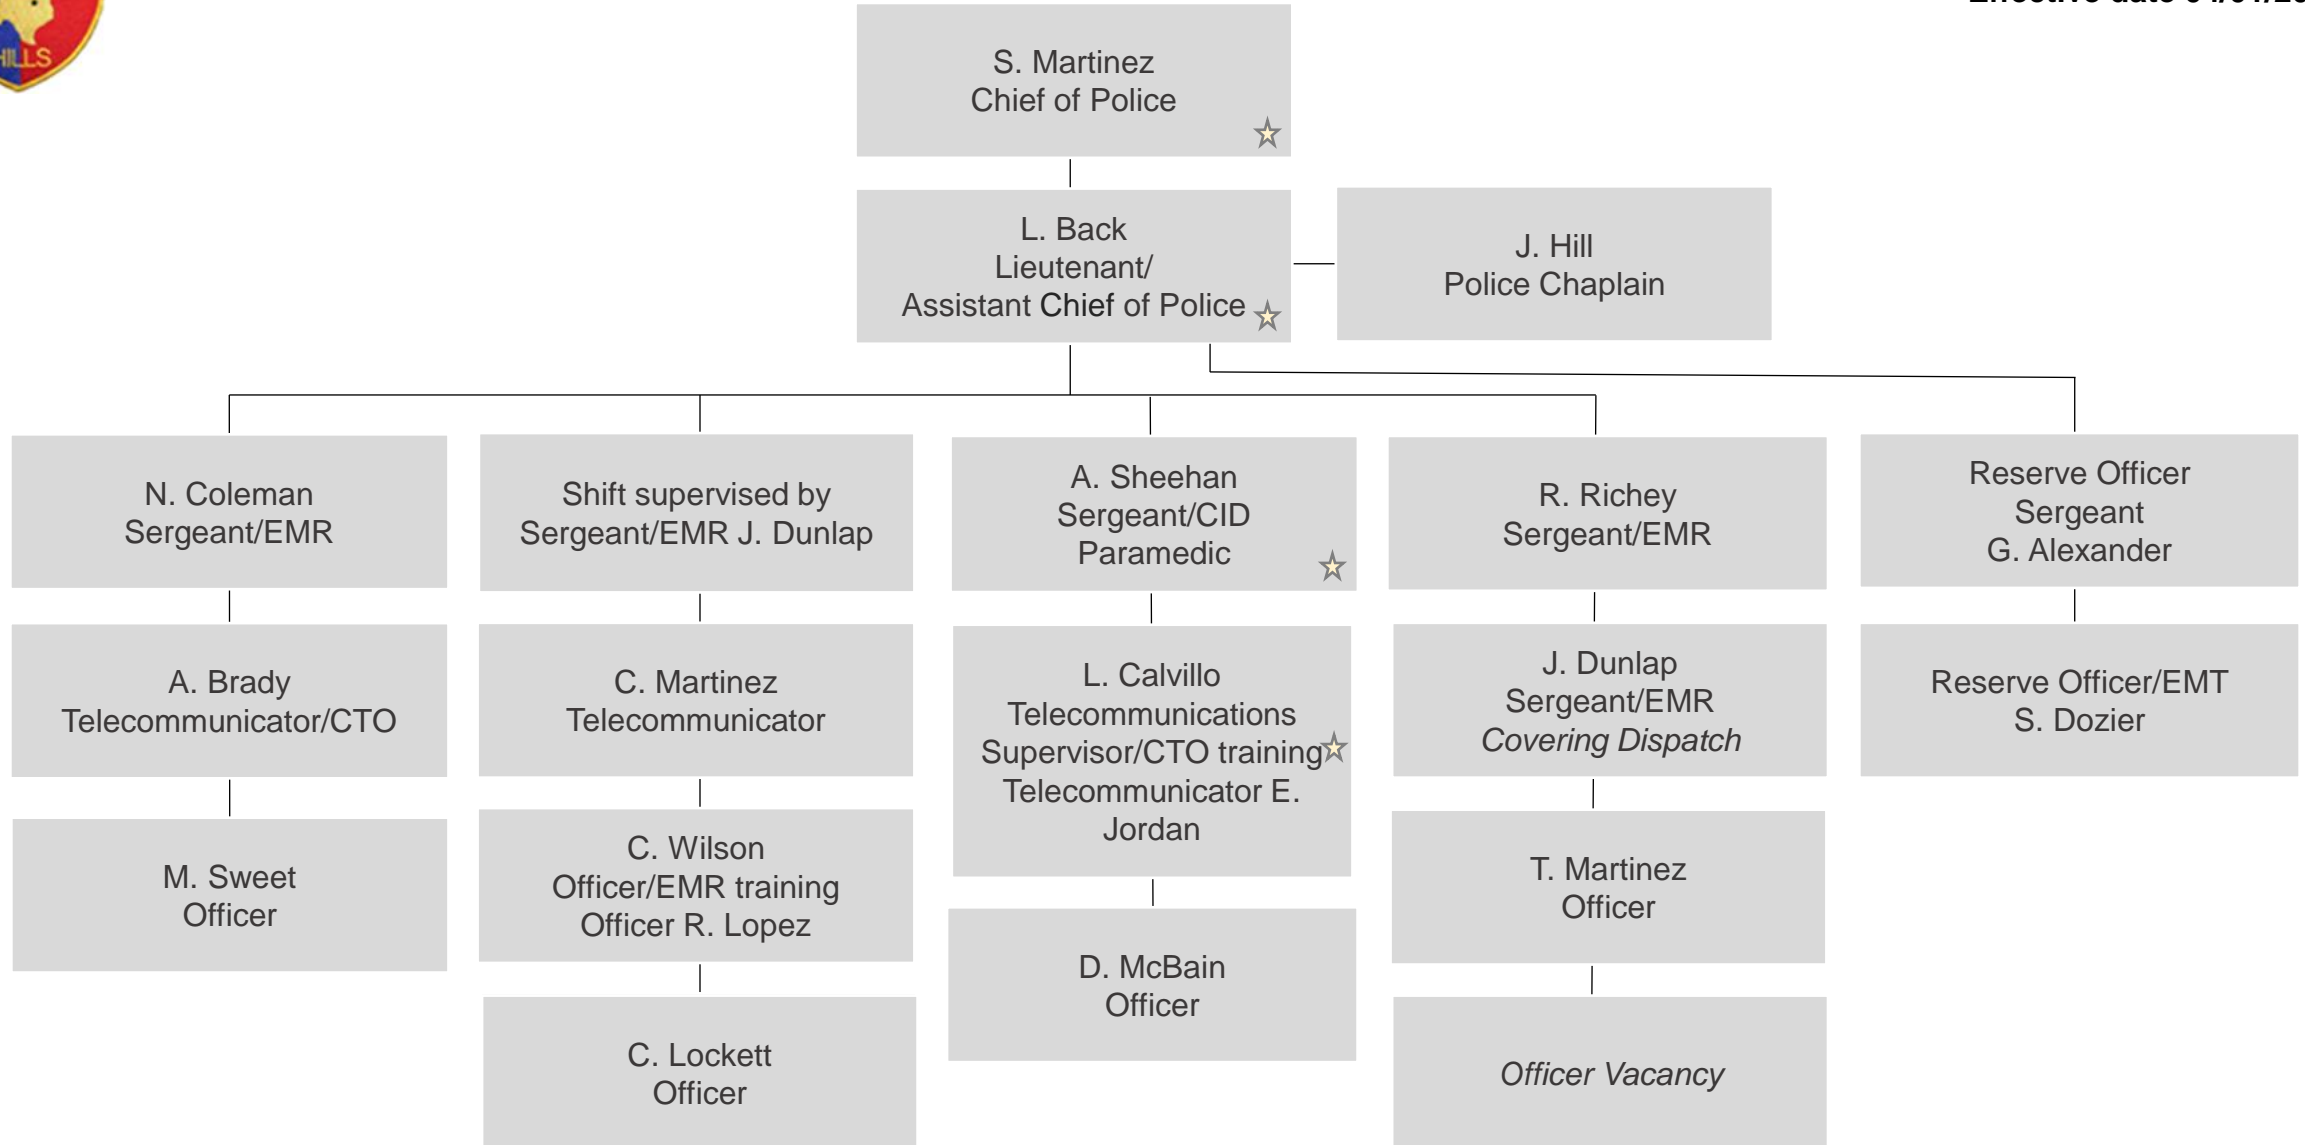 HILLS
S. Martinez
Chief of Police
L. Back
Lieutenant/
Assistant Chief of Police
J. Hill
Police Chaplain
N. Coleman
Sergeant/EMR
Shift supervised by
Sergeant/EMR J. Dunlap
A. Sheehan
Sergeant/CID
Paramedic
R. Richey
Sergeant/EMR
Reserve Officer
Sergeant
G. Alexander
A. Brady
Telecommunicator/CTO
C. Martinez
Telecommunicator
L. Calvillo
Telecommunications
Supervisor/CTO training
Telecommunicator E.
Jordan
J. Dunlap
Sergeant/EMR
Covering Dispatch
Reserve Officer/EMT
S. Dozier
M. Sweet
Officer
C. Wilson
Officer/EMR training
Officer R. Lopez
D. McBain
Officer
T. Martinez
Officer
C. Lockett
Officer
Officer Vacancy